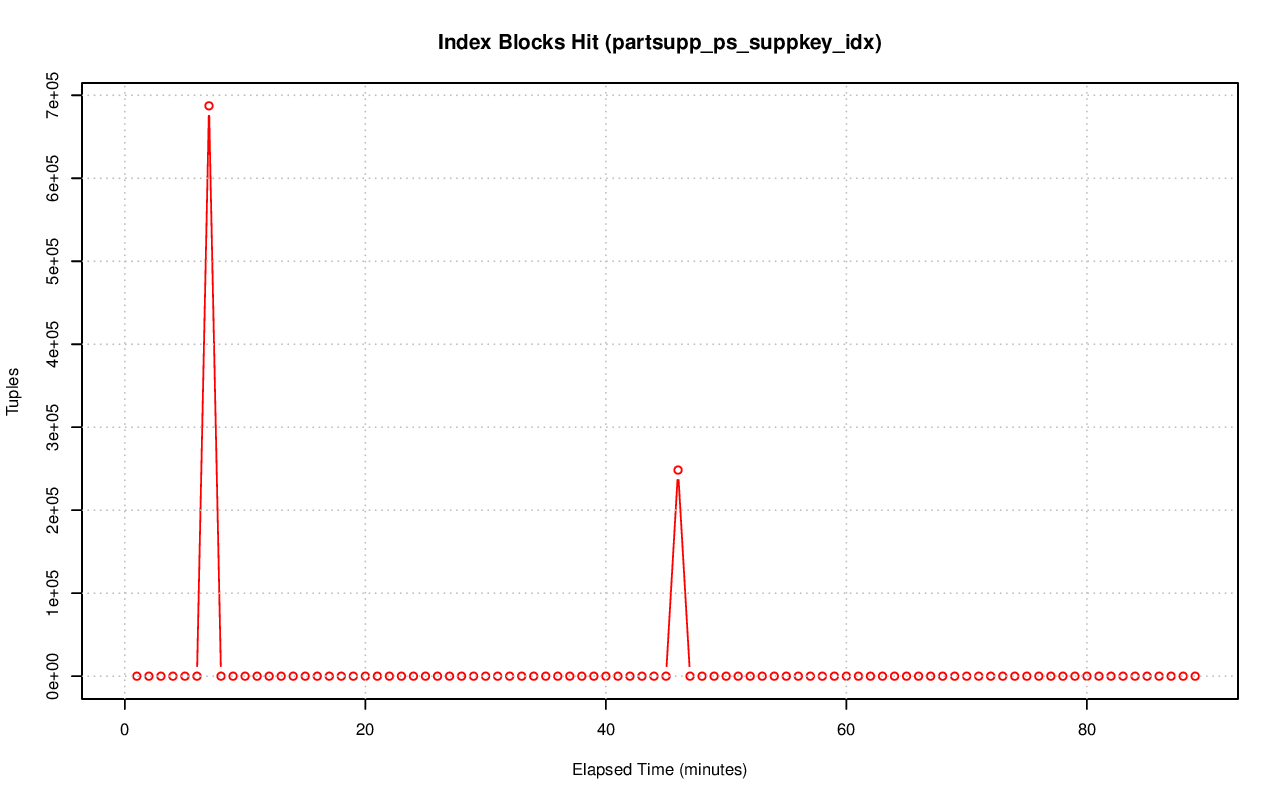 Index Blocks Hit (partsupp_ps_suppkey_idx)
Tuples
7e+05
6e+05
5e+05
4e+05
3e+05
2e+05
1e+05
0e+00
0 20 40 60 80
Elapsed Time (minutes)